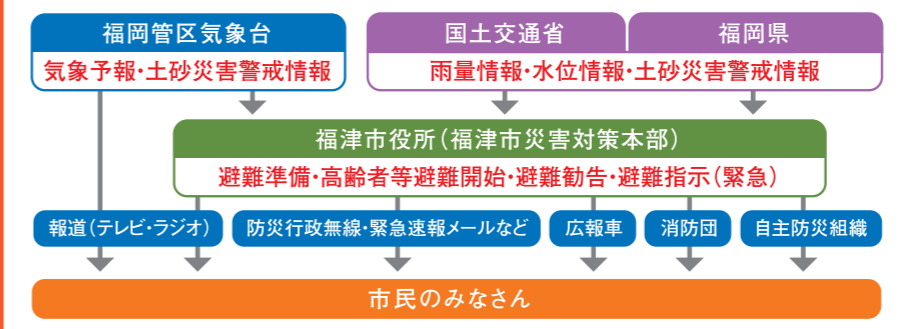 福岡管区気象台
気象予報・土砂災害警戒情報
国土交通省
福岡県
雨量情報・水位情報・土砂災害警戒情報
福津市役所（福津市災害対策本部）
避難準備・高齢者等避難開始・避難勧告・避難指示（緊急）
報道（テレビ・ラジオ）
防災行政無線・緊急速報メールなど
広報車
消防団
自主防災組織
市民のみなさん